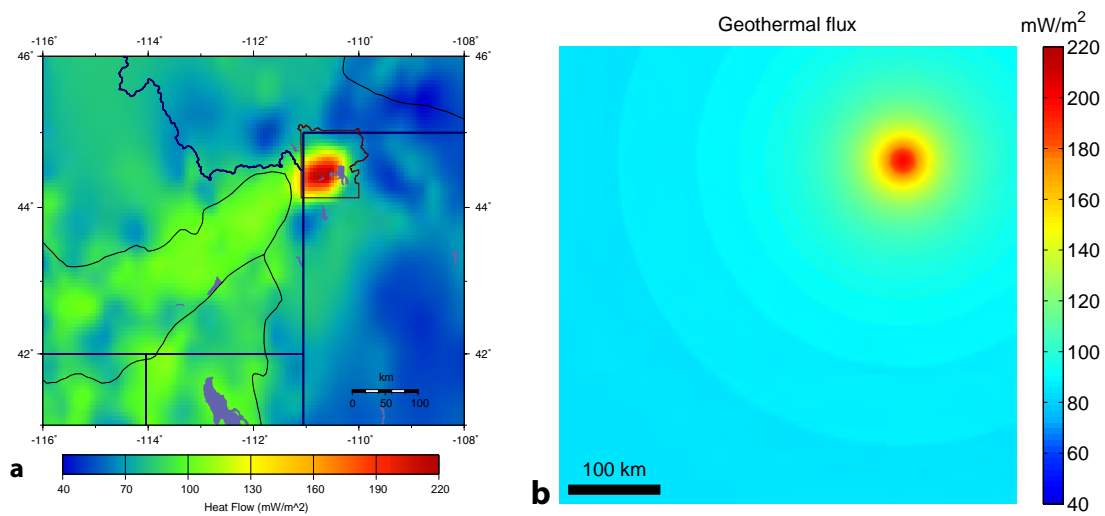 -116° -114° -112° -110° -108°
46° 46°
44° 44°
42° 42°
km
0 50 100
-116° -114° -112° -110° -108°
a
40 70 100 130 160 190 220
Heat Flow (mW/m^2)
Geothermal flux
mW/m2
220
200
180
160
140
120
100
80
60
40
100 km
b